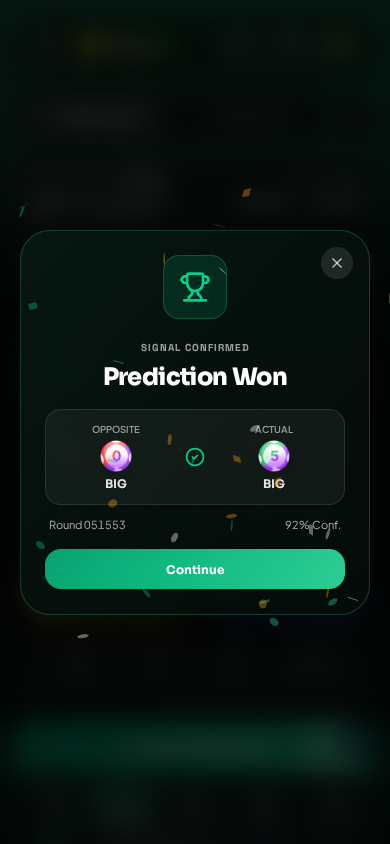 SIGNAL CONFIRMED
Prediction Won
OPPOSITE ACTUAL
0 5
BIG BIG
Round 051553 92% Conf.
Continue